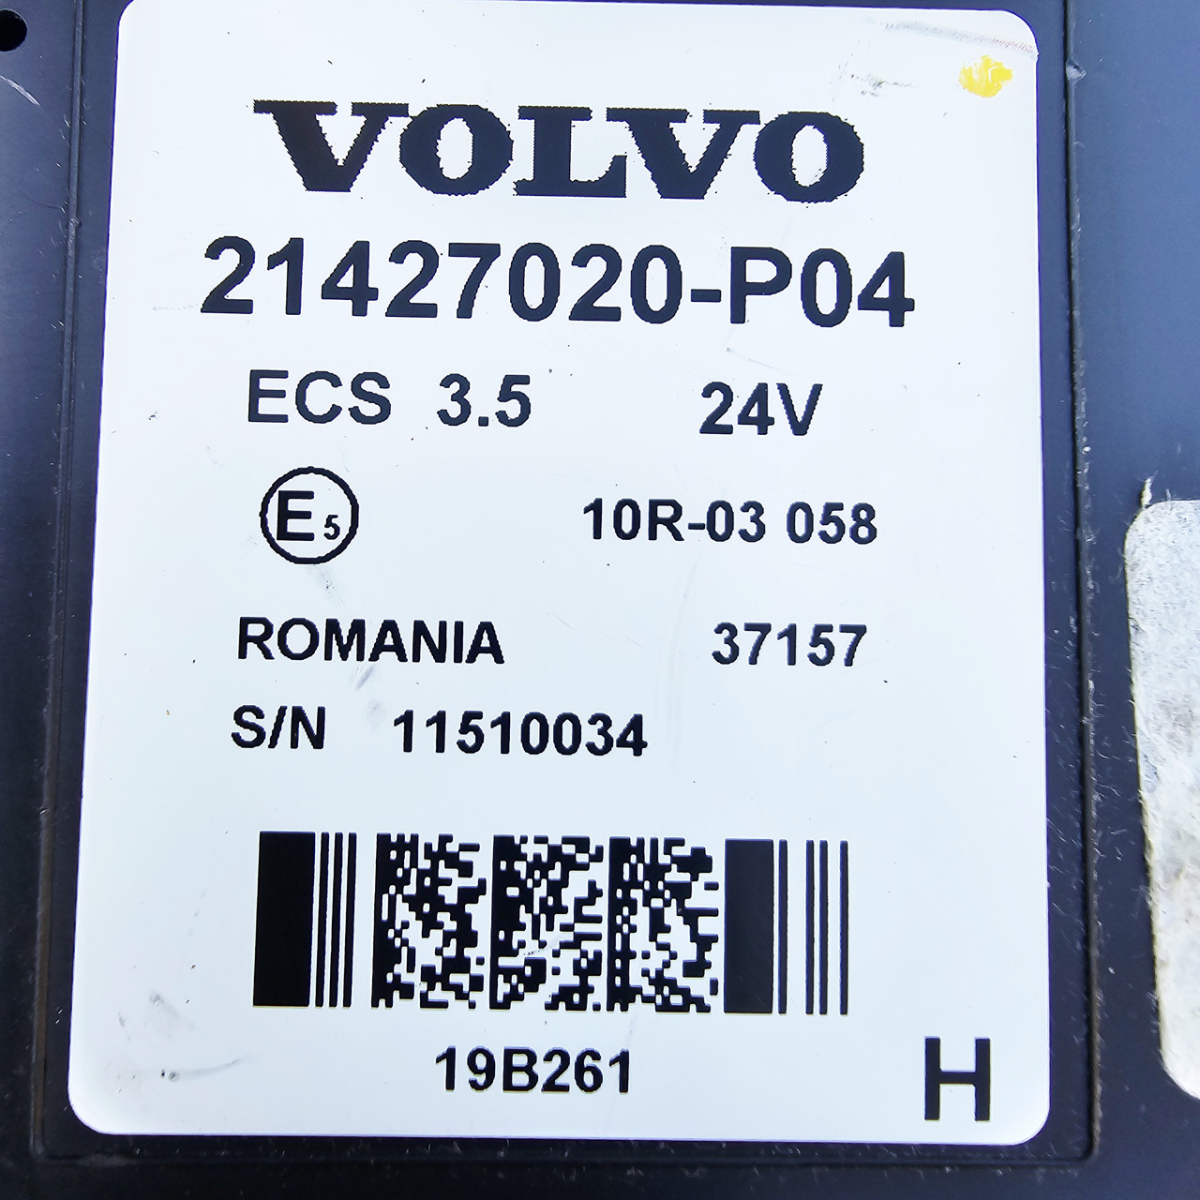 VOLVO
21427020-P04
ECS 3.5 24V
E5 10R-03 058
ROMANIA 37157
S/N 11510034
19B261
H